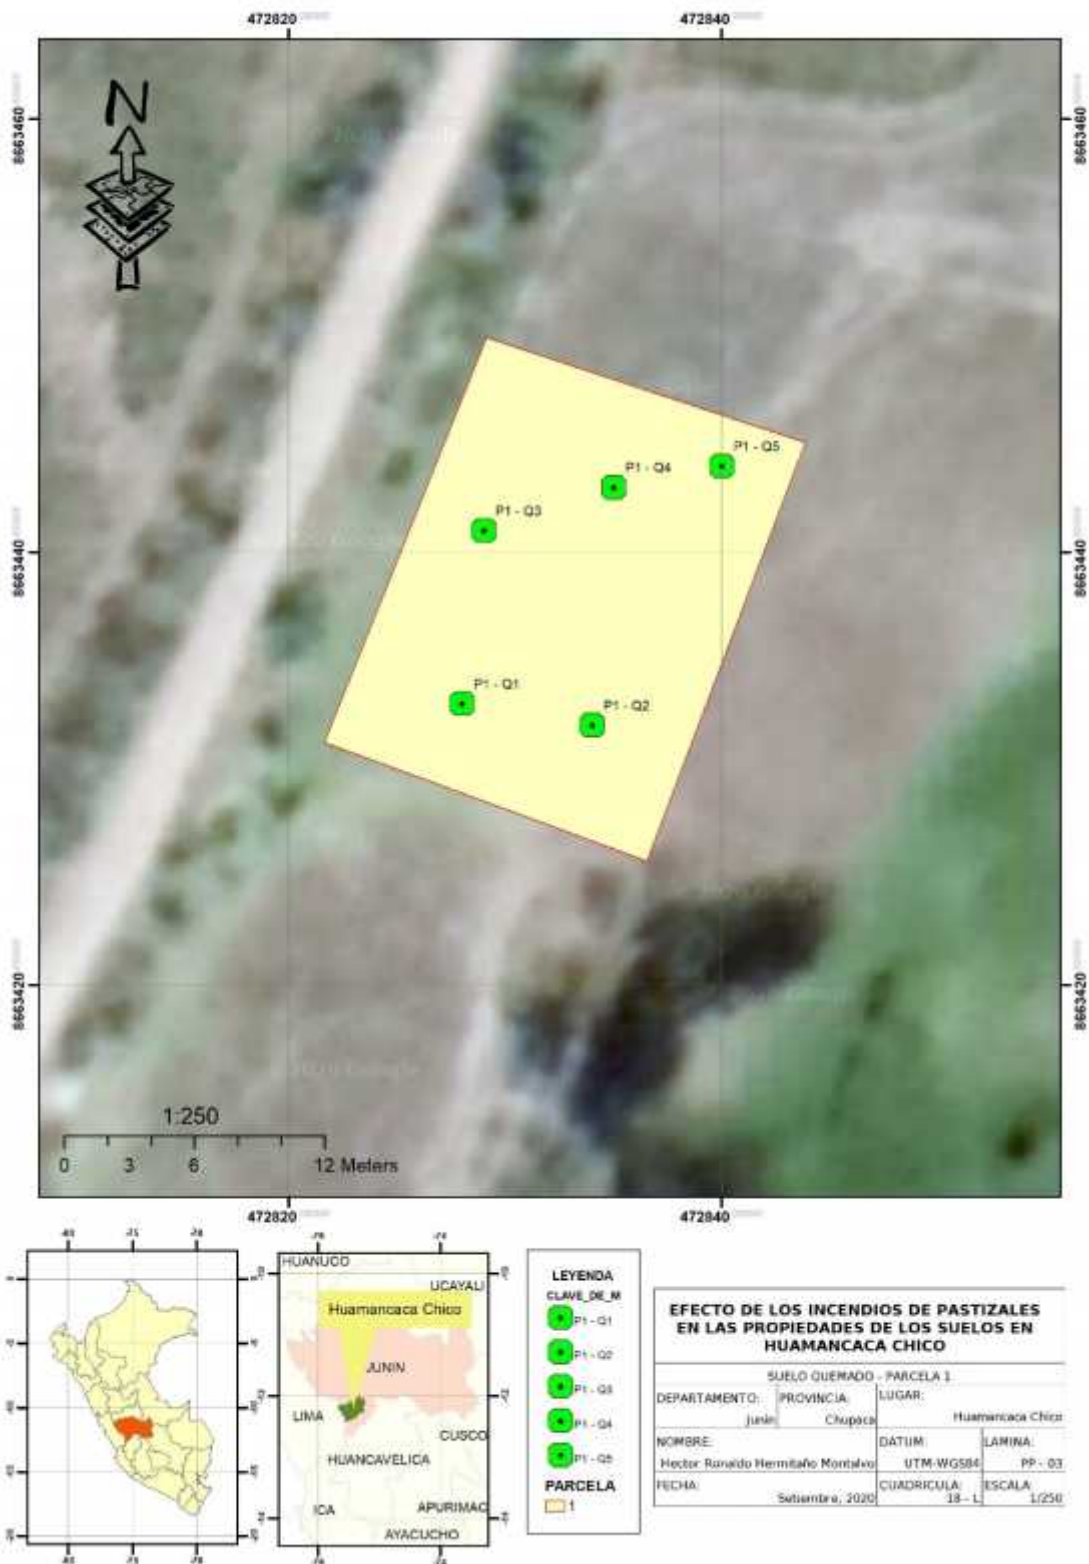 472820
472840
8663460
8663460
N
P1 - Q5
P1 - Q4
P1 - Q3
8663440
8663440
P1 - Q1
P1 - Q2
8663420
8663420
1:250
0 3 6 12 Meters
472820
472840
HUANUCO
UCAYALI
Huamancaca Chico
JUNIN
LIMA
CUSCO
HUANCAVELICA
ICA
APURIMAC
AYACUCHO
LEYENDA
CLAVE_DE_M
P1 - Q1
P1 - Q2
P1 - Q3
P1 - Q4
P1 - Q5
PARCELA
1
EFECTO DE LOS INCENDIOS DE PASTIZALES
EN LAS PROPIEDADES DE LOS SUELOS EN
HUAMANCACA CHICO
SUELO QUEMADO - PARCELA 1
DEPARTAMENTO: PROVINCIA: LUGAR:
Junin Chupaca Huamancaca Chico
NOMBRE: DATUM: LAMINA:
Hector Ronaldo Hermitaño Montalvo UTM-WGS84 PP - 03
FECHA: CUADRICULA: ESCALA:
Setiembre, 2020 18 - L 1/250